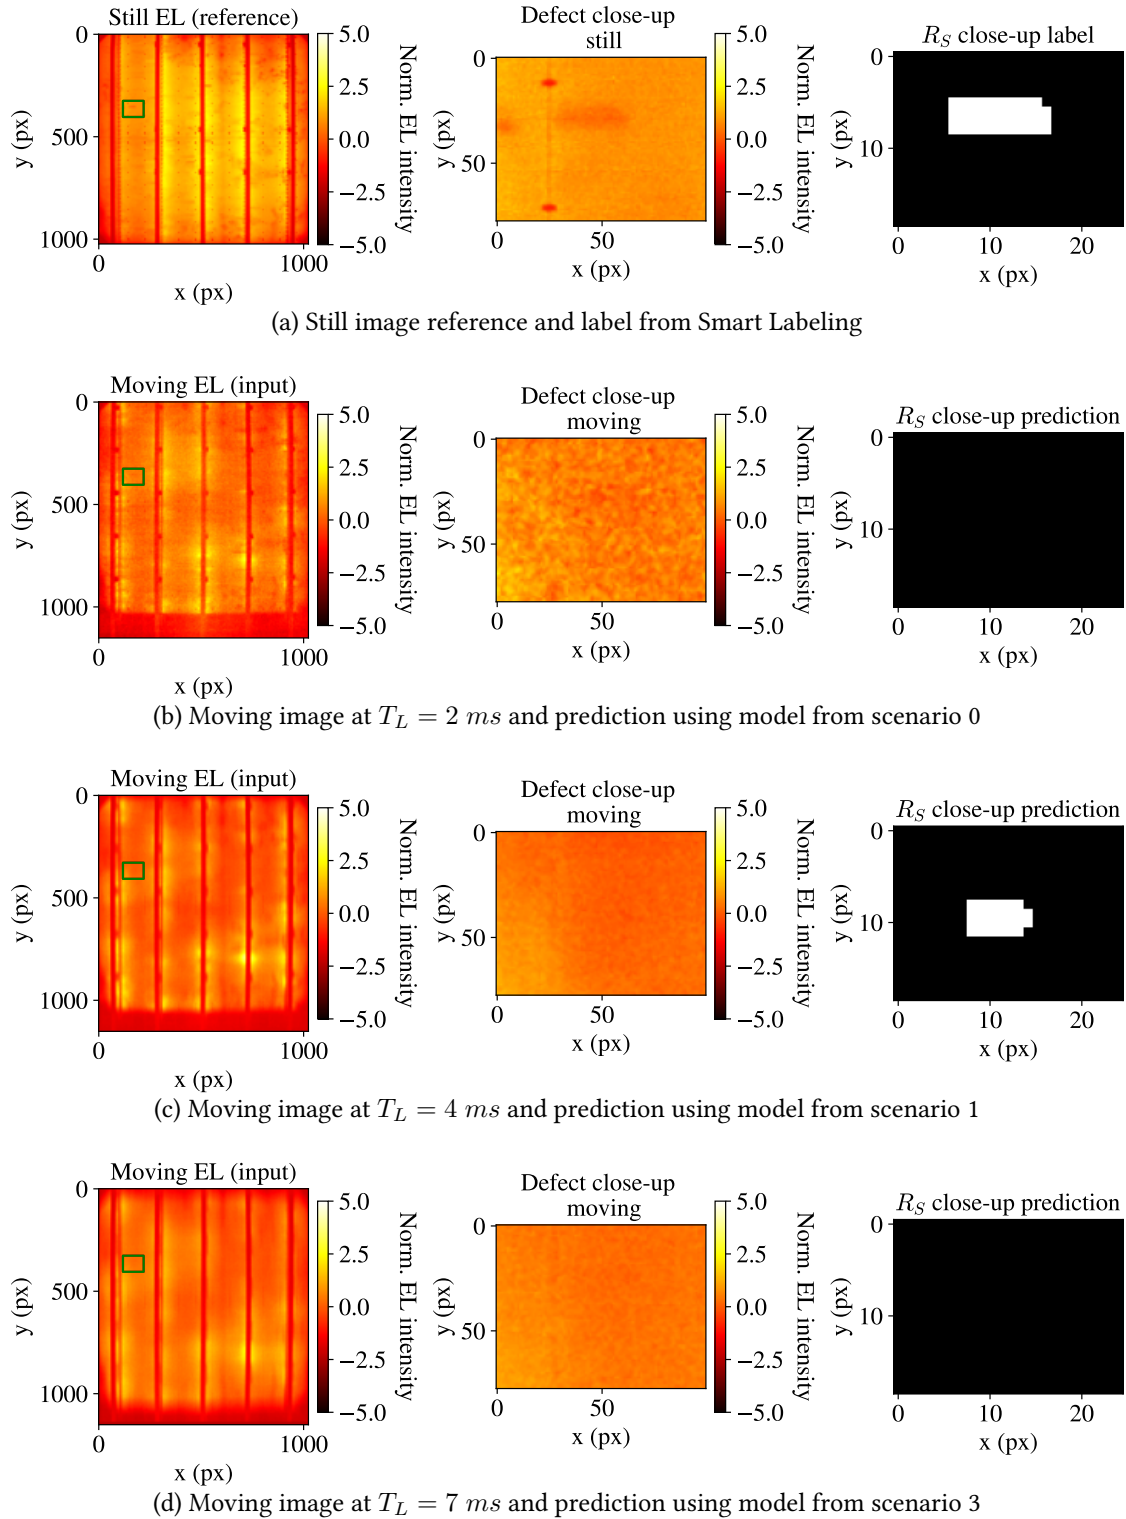 Still EL (reference)
Defect close-up
still
R_S close-up label
0
500
1000
y (px)
0
1000
x (px)
5.0
2.5
0.0
−2.5
−5.0
Norm. EL intensity
0
50
y (px)
0
50
x (px)
5.0
2.5
0.0
−2.5
−5.0
Norm. EL intensity
0
10
y (px)
0
10
20
x (px)
(a) Still image reference and label from Smart Labeling
Moving EL (input)
Defect close-up
moving
R_S close-up prediction
0
500
1000
y (px)
0
1000
x (px)
5.0
2.5
0.0
−2.5
−5.0
Norm. EL intensity
0
50
y (px)
0
50
x (px)
5.0
2.5
0.0
−2.5
−5.0
Norm. EL intensity
0
10
y (px)
0
10
20
x (px)
(b) Moving image at T_L = 2 ms and prediction using model from scenario 0
Moving EL (input)
Defect close-up
moving
R_S close-up prediction
0
500
1000
y (px)
0
1000
x (px)
5.0
2.5
0.0
−2.5
−5.0
Norm. EL intensity
0
50
y (px)
0
50
x (px)
5.0
2.5
0.0
−2.5
−5.0
Norm. EL intensity
0
10
y (px)
0
10
20
x (px)
(c) Moving image at T_L = 4 ms and prediction using model from scenario 1
Moving EL (input)
Defect close-up
moving
R_S close-up prediction
0
500
1000
y (px)
0
1000
x (px)
5.0
2.5
0.0
−2.5
−5.0
Norm. EL intensity
0
50
y (px)
0
50
x (px)
5.0
2.5
0.0
−2.5
−5.0
Norm. EL intensity
0
10
y (px)
0
10
20
x (px)
(d) Moving image at T_L = 7 ms and prediction using model from scenario 3